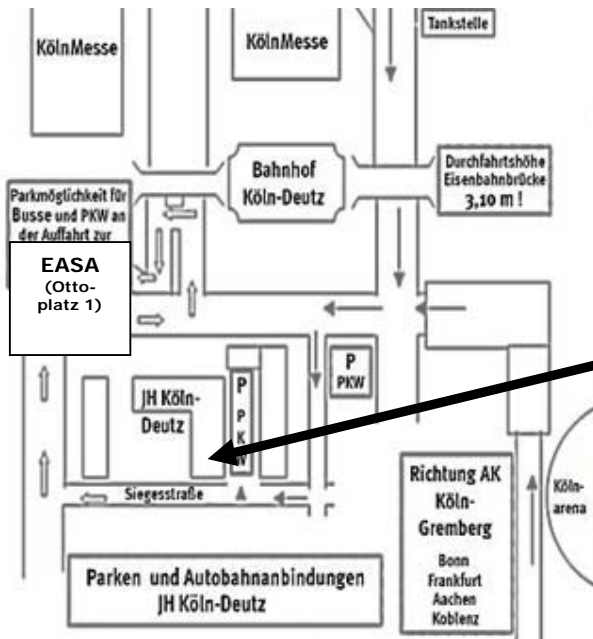 KölnMesse
KölnMesse
Tankstelle
Bahnhof
Köln-Deutz
Durchfahrtshöhe
Eisenbahnbrücke
3,10 m !
Parkmöglichkeit für
Busse und PKW an
der Auffahrt zur
EASA
(Otto-
platz 1)
P
PKW
JH Köln-
Deutz
P
P
K
W
Siegesstraße
Richtung AK
Köln-
Gremberg
Bonn
Frankfurt
Aachen
Koblenz
Köln-
arena
Parken und Autobahnanbindungen
JH Köln-Deutz